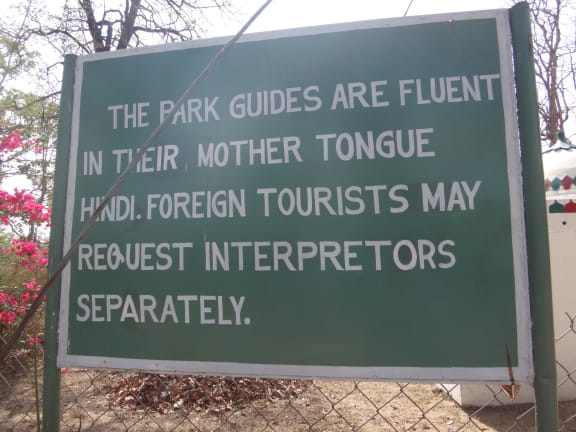 THE PARK GUIDES ARE FLUENT
IN THEIR MOTHER TONGUE
HINDI. FOREIGN TOURISTS MAY
REQUEST INTERPRETORS
SEPARATELY.